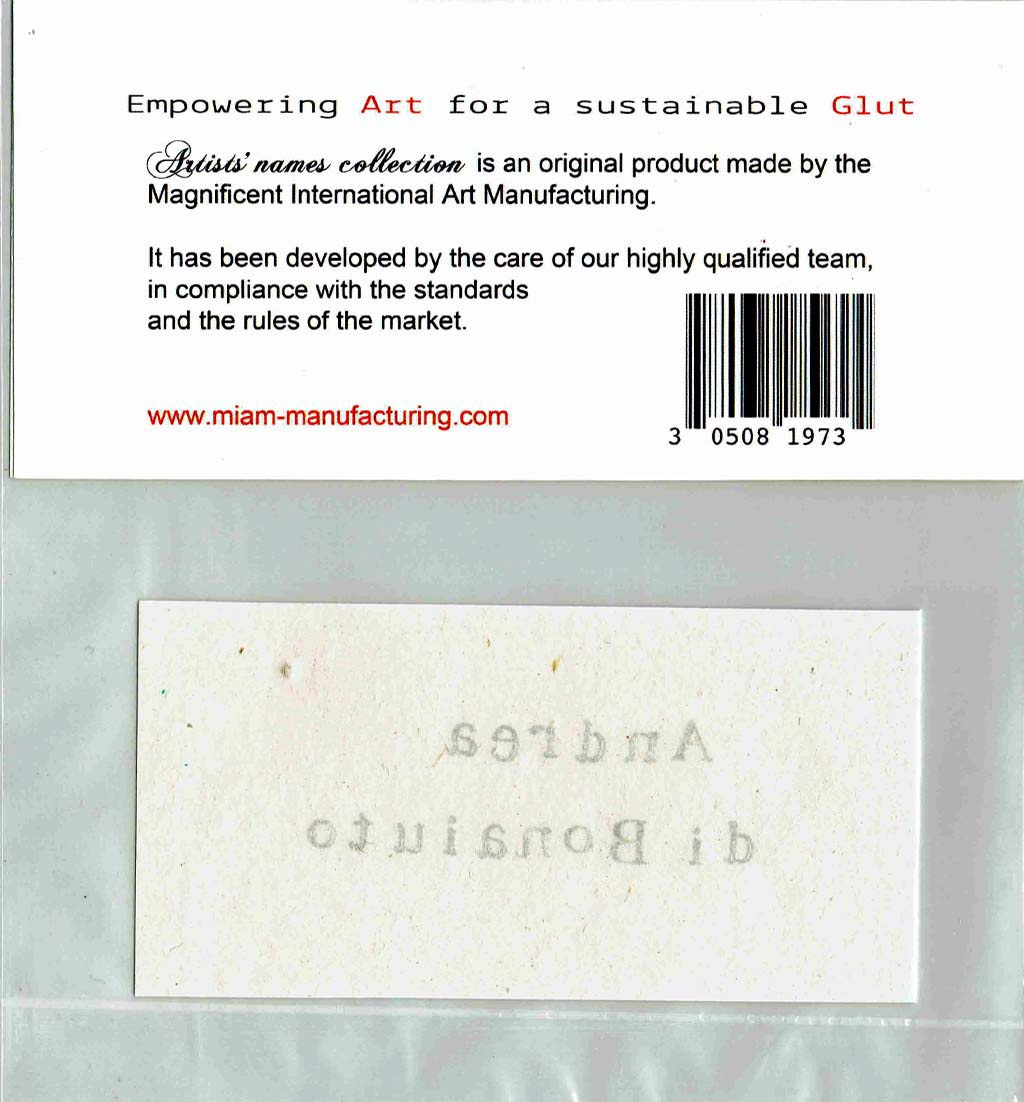 Empowering Art for a sustainable Glut
Artists' names collection is an original product made by the
Magnificent International Art Manufacturing.
It has been developed by the care of our highly qualified team,
in compliance with the standards
and the rules of the market.
www.miam-manufacturing.com
3 0508 1973
Andrea
di Bonaiuto